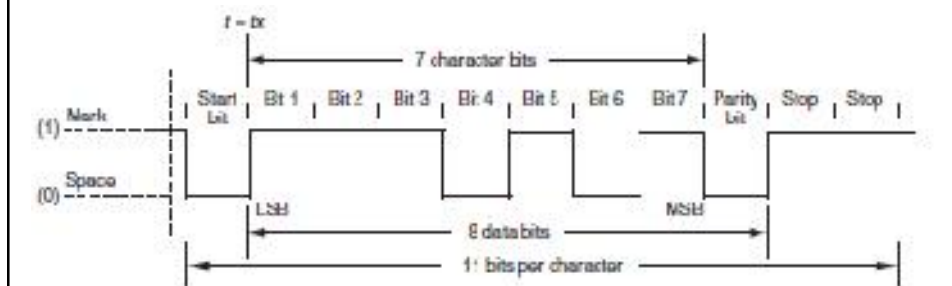 t = tx
7 character bits
Start bit Bit 1 Bit 2 Bit 3 Bit 4 Bit 5 Bit 6 Bit 7 Parity bit Stop Stop
(1) Mark
(0) Space
LSB MSB
8 data bits
11 bits per character